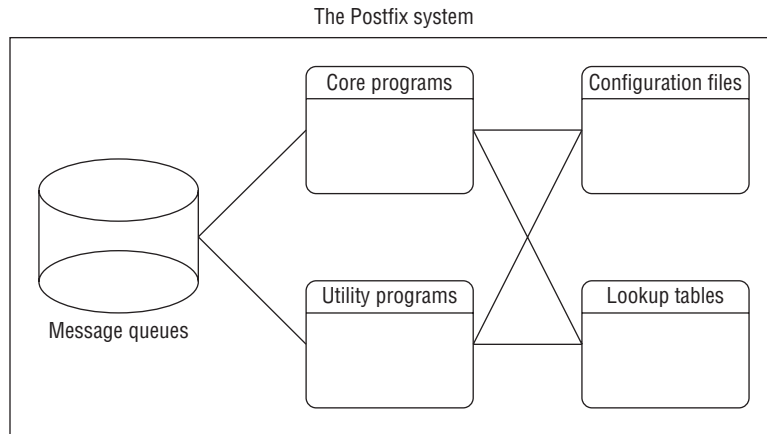 The Postfix system
Core programs
Configuration files
Message queues
Utility programs
Lookup tables